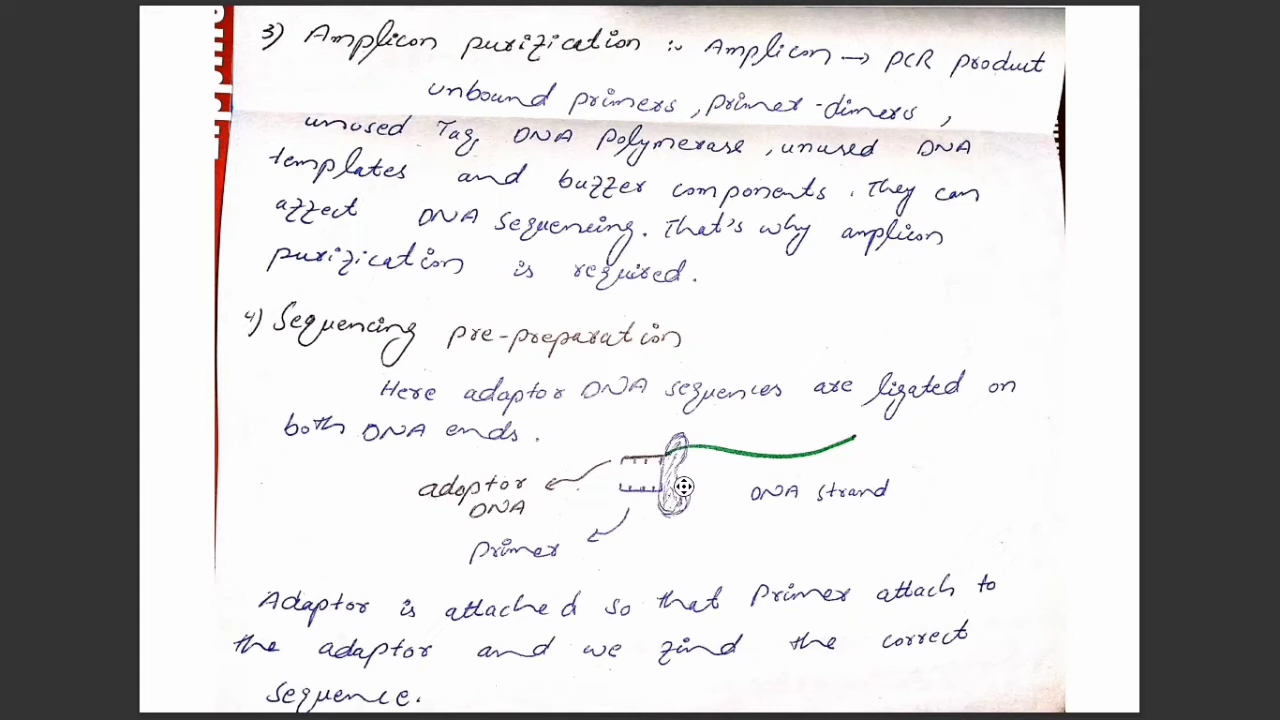 3) Amplicon purification :- Amplicon → PCR product
unbound primers, primer-dimers,
unused Taq DNA polymerase, unused DNA
templates and buffer components. They can
affect DNA sequencing. That's why amplicon
purification is required.
4) Sequencing pre-preparation
Here adaptor DNA sequences are ligated on
both DNA ends.
adaptor
DNA
DNA strand
primer
Adaptor is attached so that primer attach to
the adaptor and we find the correct
sequence.